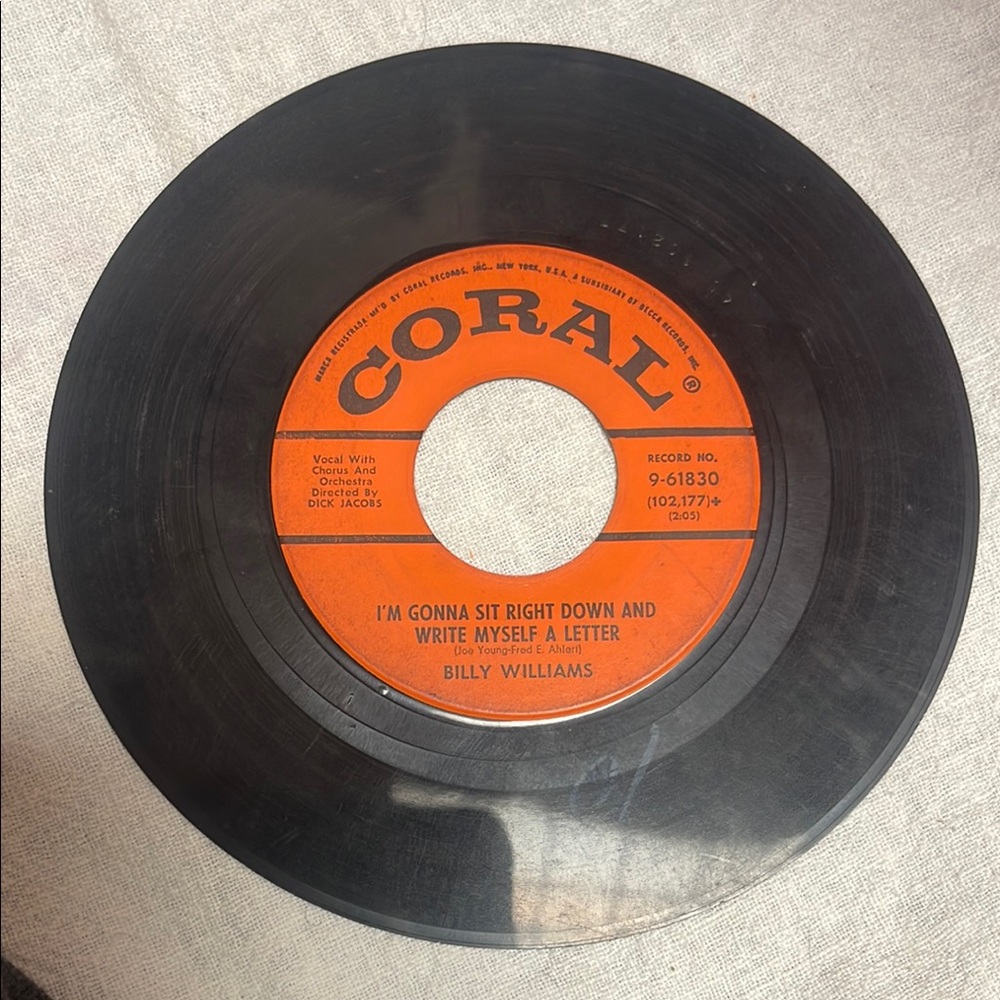 MARCA REGISTRADA • MF'D. BY CORAL RECORDS, INC., NEW YORK, U.S.A. A SUBSIDIARY OF DECCA RECORDS, INC.
CORAL®
Vocal With
Chorus And
Orchestra
Directed By
DICK JACOBS
RECORD NO.
9-61830
(102,177)✤
(2:05)
I'M GONNA SIT RIGHT DOWN AND
WRITE MYSELF A LETTER
(Joe Young-Fred E. Ahlert)
BILLY WILLIAMS